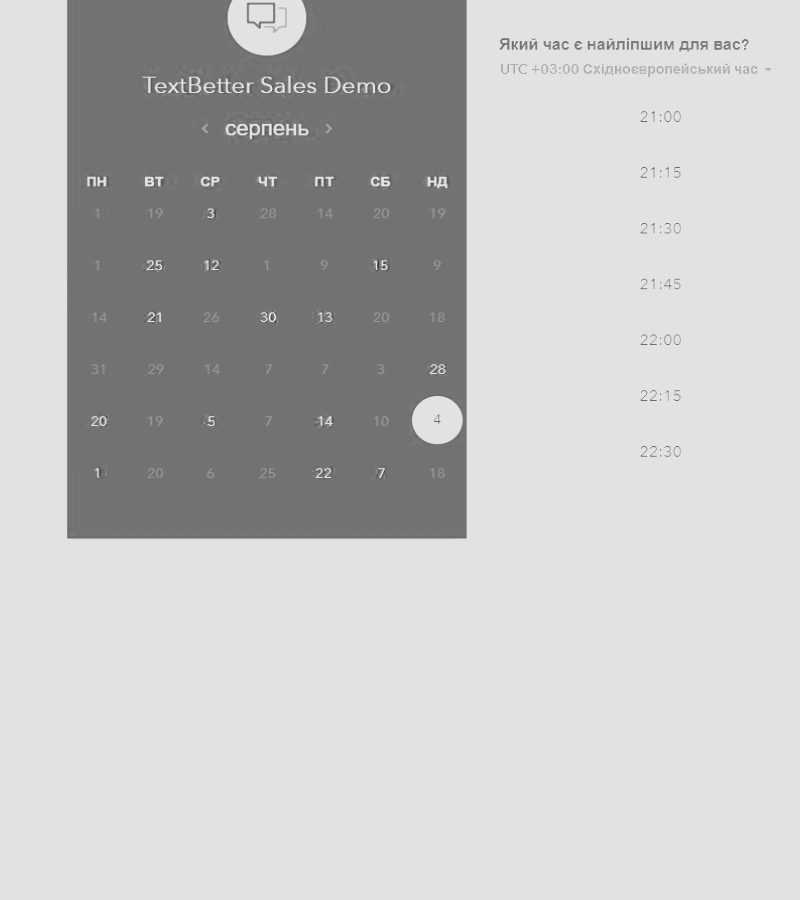 TextBetter Sales Demo
< серпень >
ПН ВТ СР ЧТ ПТ СБ НД
1 19 3 28 14 20 19
1 25 12 1 9 15 9
14 21 26 30 13 20 18
31 29 14 7 7 3 28
20 19 5 7 14 10 4
1 20 6 25 22 7 18
Який час є найліпшим для вас?
UTC +03:00 Східноєвропейський час
21:00
21:15
21:30
21:45
22:00
22:15
22:30